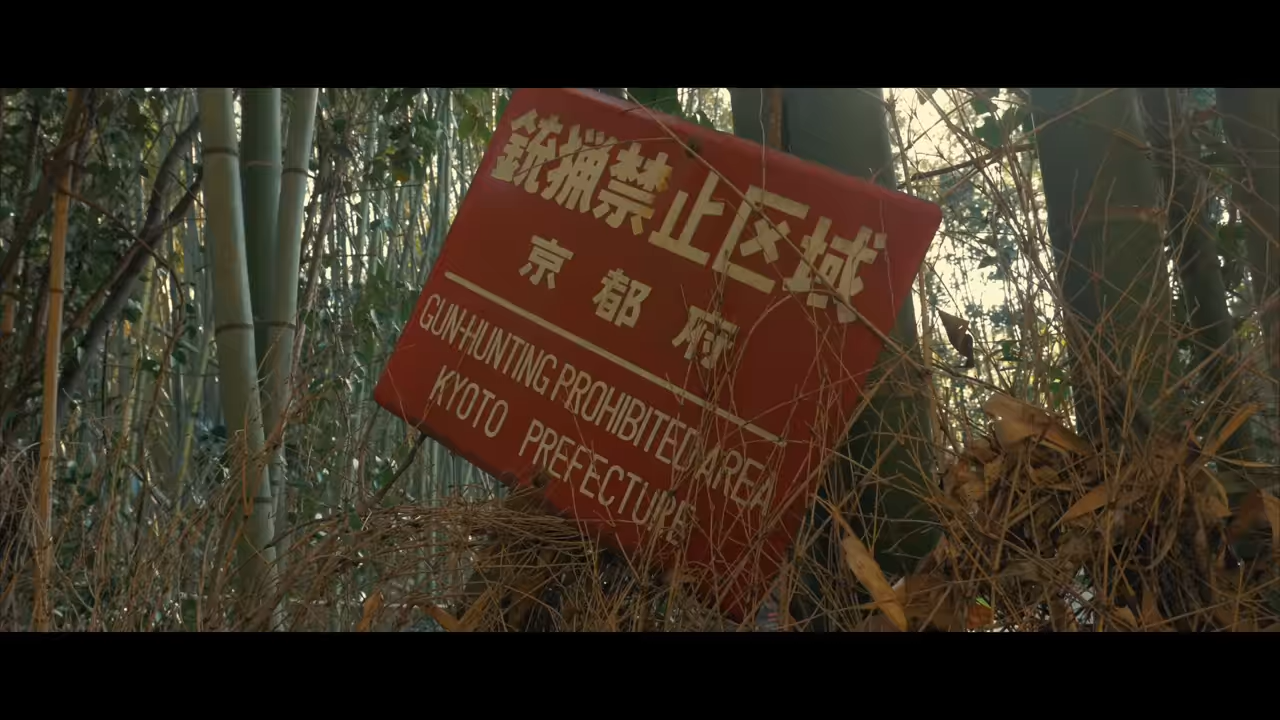 銃猟禁止区域
京都府
GUN-HUNTING PROHIBITED AREA
KYOTO PREFECTURE